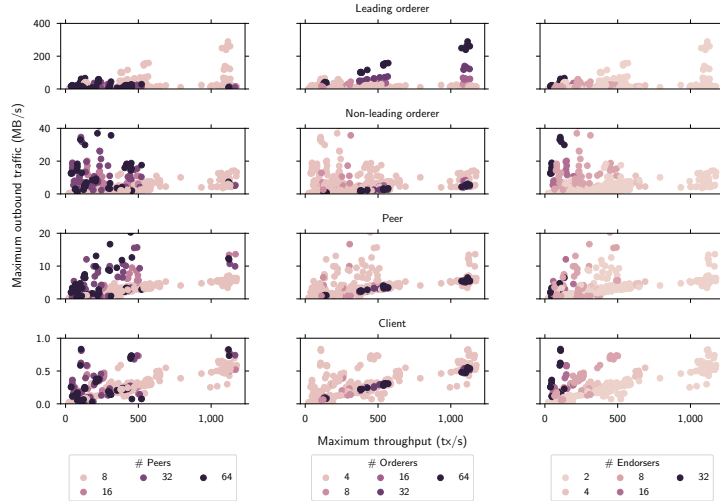 Leading orderer
400
200
0
Non-leading orderer
40
20
0
Peer
20
10
0
Client
1.0
0.5
0.0
Maximum outbound traffic (MB/s)
0 500 1,000 0 500 1,000 0 500 1,000
Maximum throughput (tx/s)
# Peers
8 32 64
16
# Orderers
4 16 64
8 32
# Endorsers
2 8 32
4 16